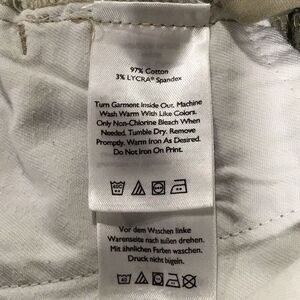 97% Cotton
3% LYCRA® Spandex
Turn Garment Inside Out. Machine
Wash Warm With Like Colors.
Only Non-Chlorine Bleach When
Needed. Tumble Dry. Remove
Promptly. Warm Iron As Desired.
Do Not Iron On Print.
Vor dem Waschen linke
Warenseite nach außen drehen.
Mit ähnlichen Farben waschen.
Druck nicht bügeln.